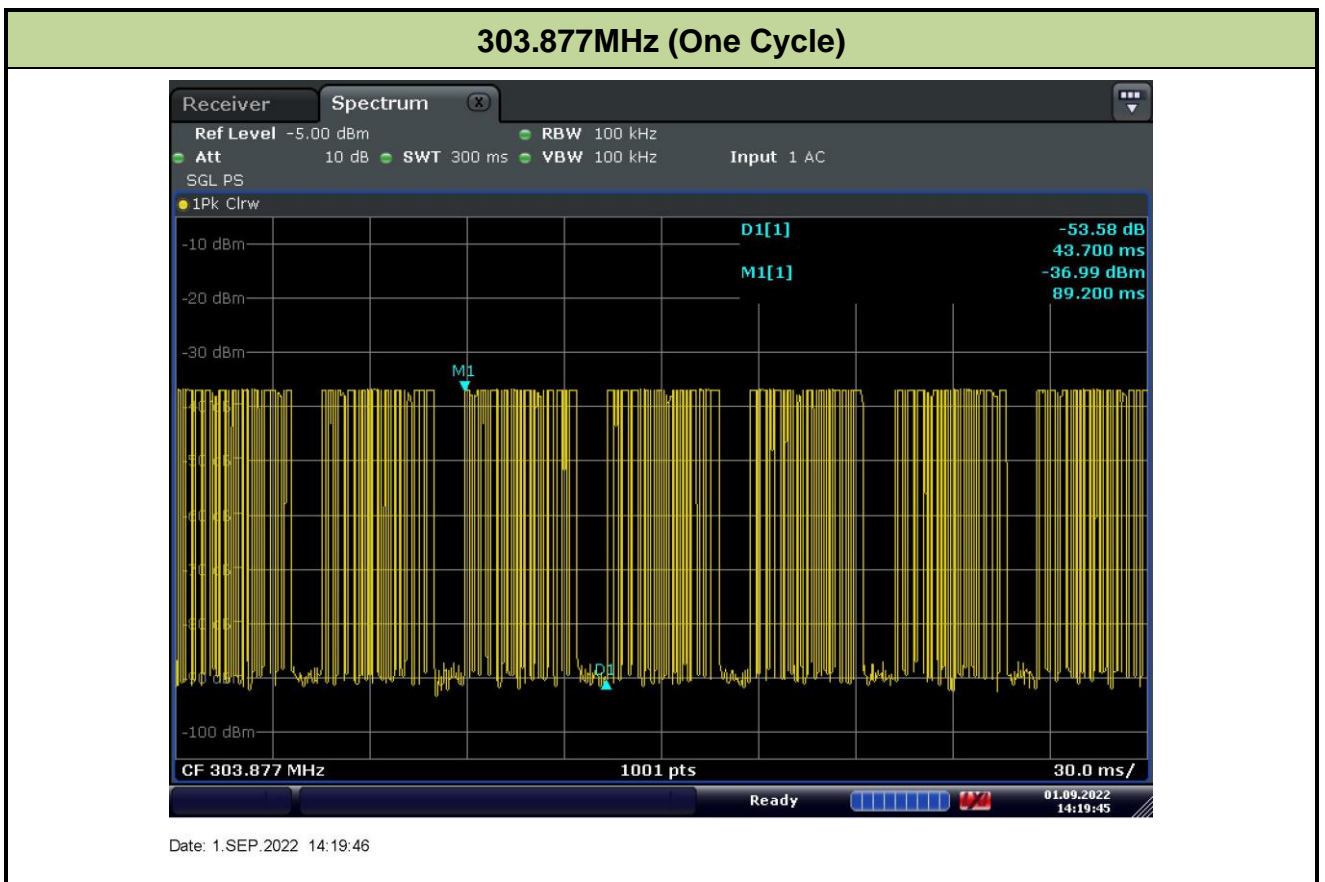 303.877MHz (One Cycle)
Receiver Spectrum X
Ref Level -5.00 dBm RBW 100 kHz
Att 10 dB SWT 300 ms VBW 100 kHz Input 1 AC
SGL PS
1Pk Clrw
D1[1] -53.58 dB
43.700 ms
M1[1] -36.99 dBm
89.200 ms
-10 dBm
-20 dBm
-30 dBm
M1
D1
-100 dBm
CF 303.877 MHz 1001 pts 30.0 ms/
Ready 01.09.2022
14:19:45
Date: 1.SEP.2022 14:19:46